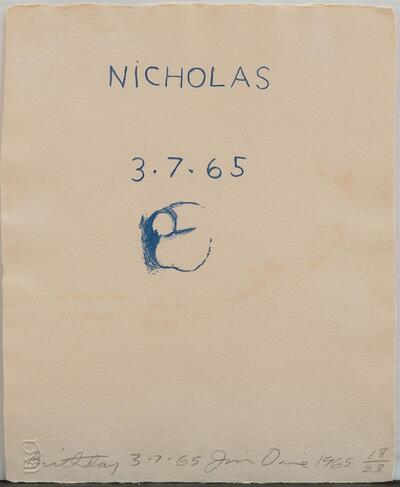 NiCHOLAS
3.7.65
Birthday 3.7.65 Jim Dine 1965 18/23